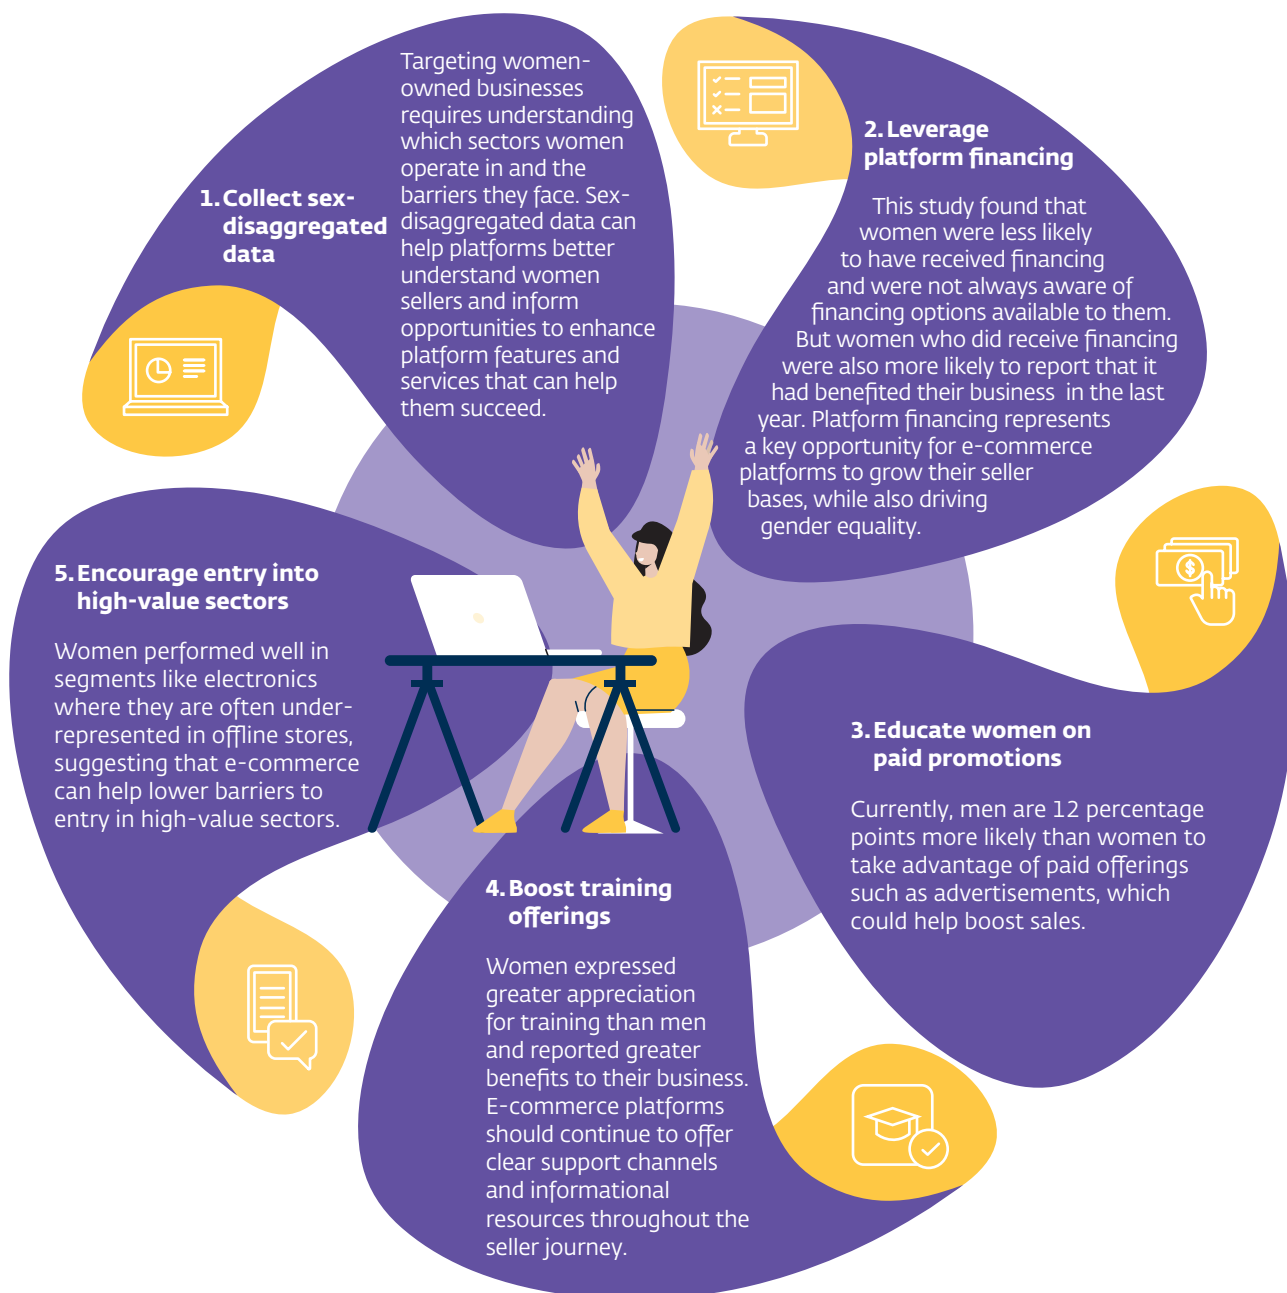 1. Collect sex-
disaggregated
data
Targeting women-
owned businesses
requires understanding
which sectors women
operate in and the
barriers they face. Sex-
disaggregated data can
help platforms better
understand women
sellers and inform
opportunities to enhance
platform features and
services that can help
them succeed.
2. Leverage
platform financing
This study found that
women were less likely
to have received financing
and were not always aware of
financing options available to them.
But women who did receive financing
were also more likely to report that it
had benefited their business in the last
year. Platform financing represents
a key opportunity for e-commerce
platforms to grow their seller
bases, while also driving
gender equality.
3. Educate women on
paid promotions
Currently, men are 12 percentage
points more likely than women to
take advantage of paid offerings
such as advertisements, which
could help boost sales.
4. Boost training
offerings
Women expressed
greater appreciation
for training than men
and reported greater
benefits to their business.
E-commerce platforms
should continue to offer
clear support channels
and informational
resources throughout the
seller journey.
5. Encourage entry into
high-value sectors
Women performed well in
segments like electronics
where they are often under-
represented in offline stores,
suggesting that e-commerce
can help lower barriers to
entry in high-value sectors.
$